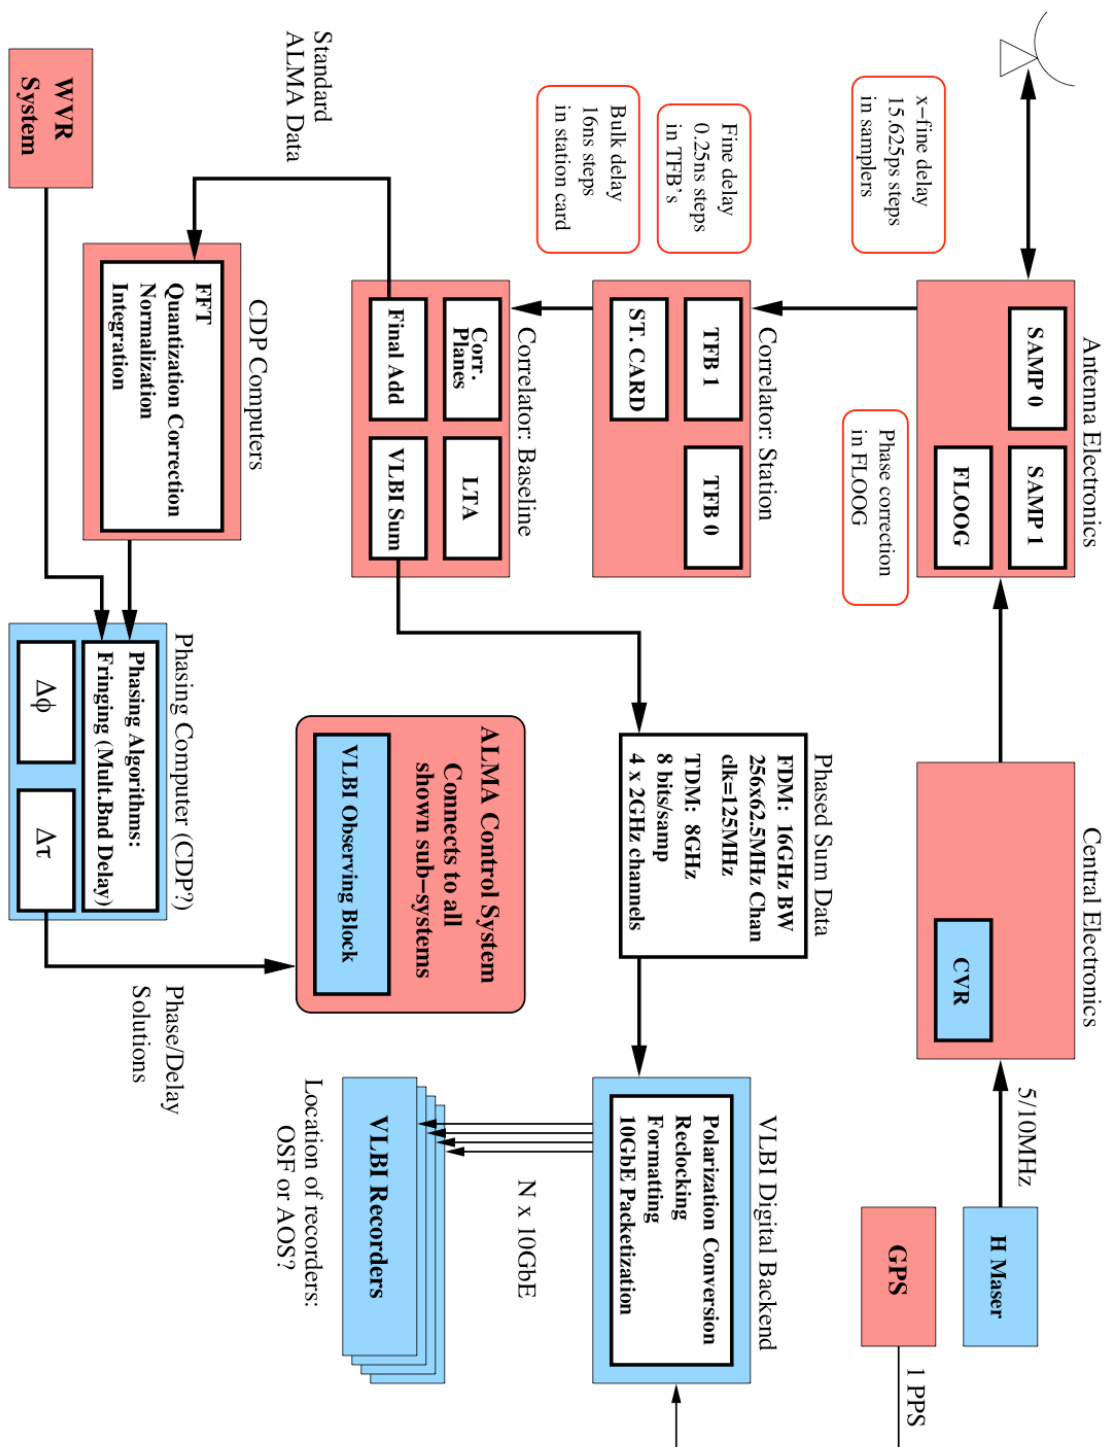 Antenna Electronics
SAMP 0
SAMP 1
FLOOG
Central Electronics
CVR
5/10MHz
H Maser
GPS
1 PPS
x−fine delay
15.625ps steps
in samplers
Phase correction
in FLOOG
Fine delay
0.25ns steps
in TFB's
Bulk delay
16ns steps
in station card
Correlator: Station
TFB 1
TFB 0
ST. CARD
Phased Sum Data
FDM: 16GHz BW
256x62.5MHz Chan
clk=125MHz
TDM: 8GHz
8 bits/samp
4 x 2GHz channels
VLBI Digital Backend
Polarization Conversion
Reclocking
Formatting
10GbE Packetization
Correlator: Baseline
Corr.
Planes
LTA
Final Add
VLBI Sum
N x 10GbE
Standard
ALMA Data
ALMA Control System
Connects to all
shown sub−systems
VLBI Observing Block
VLBI Recorders
Location of recorders:
OSF or AOS?
CDP Computers
FFT
Quantization Correction
Normalization
Integration
WVR
System
Phasing Computer (CDP?)
Phasing Algorithms:
Fringing (Mult.Bnd Delay)
Δφ
Δτ
Phase/Delay
Solutions